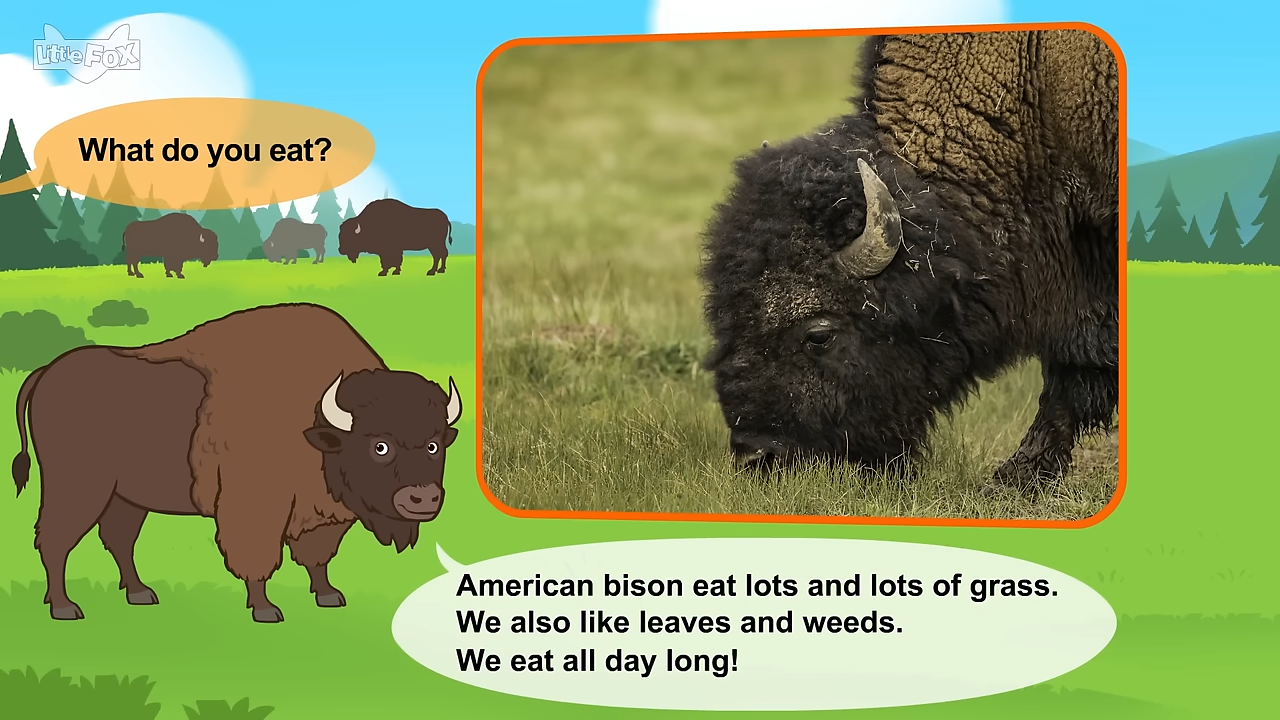 Little Fox
What do you eat?
American bison eat lots and lots of grass.
We also like leaves and weeds.
We eat all day long!